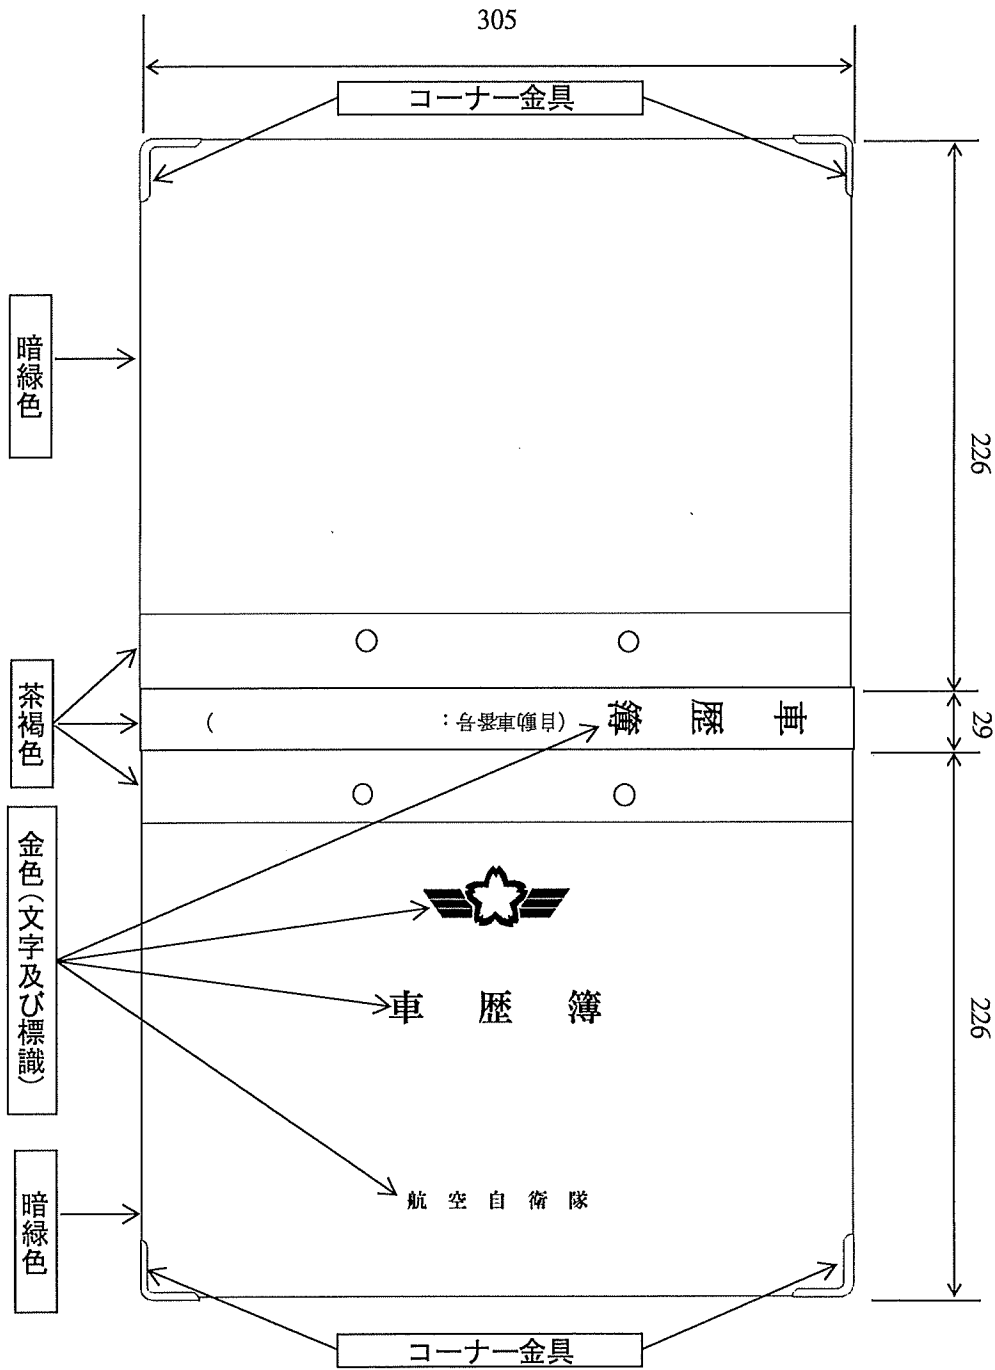 305
コーナー金具
暗緑色
226
茶褐色
車歴簿
(自動車番号:　　　　)
29
金色(文字及び標識)
車歴簿
226
航空自衛隊
暗緑色
コーナー金具